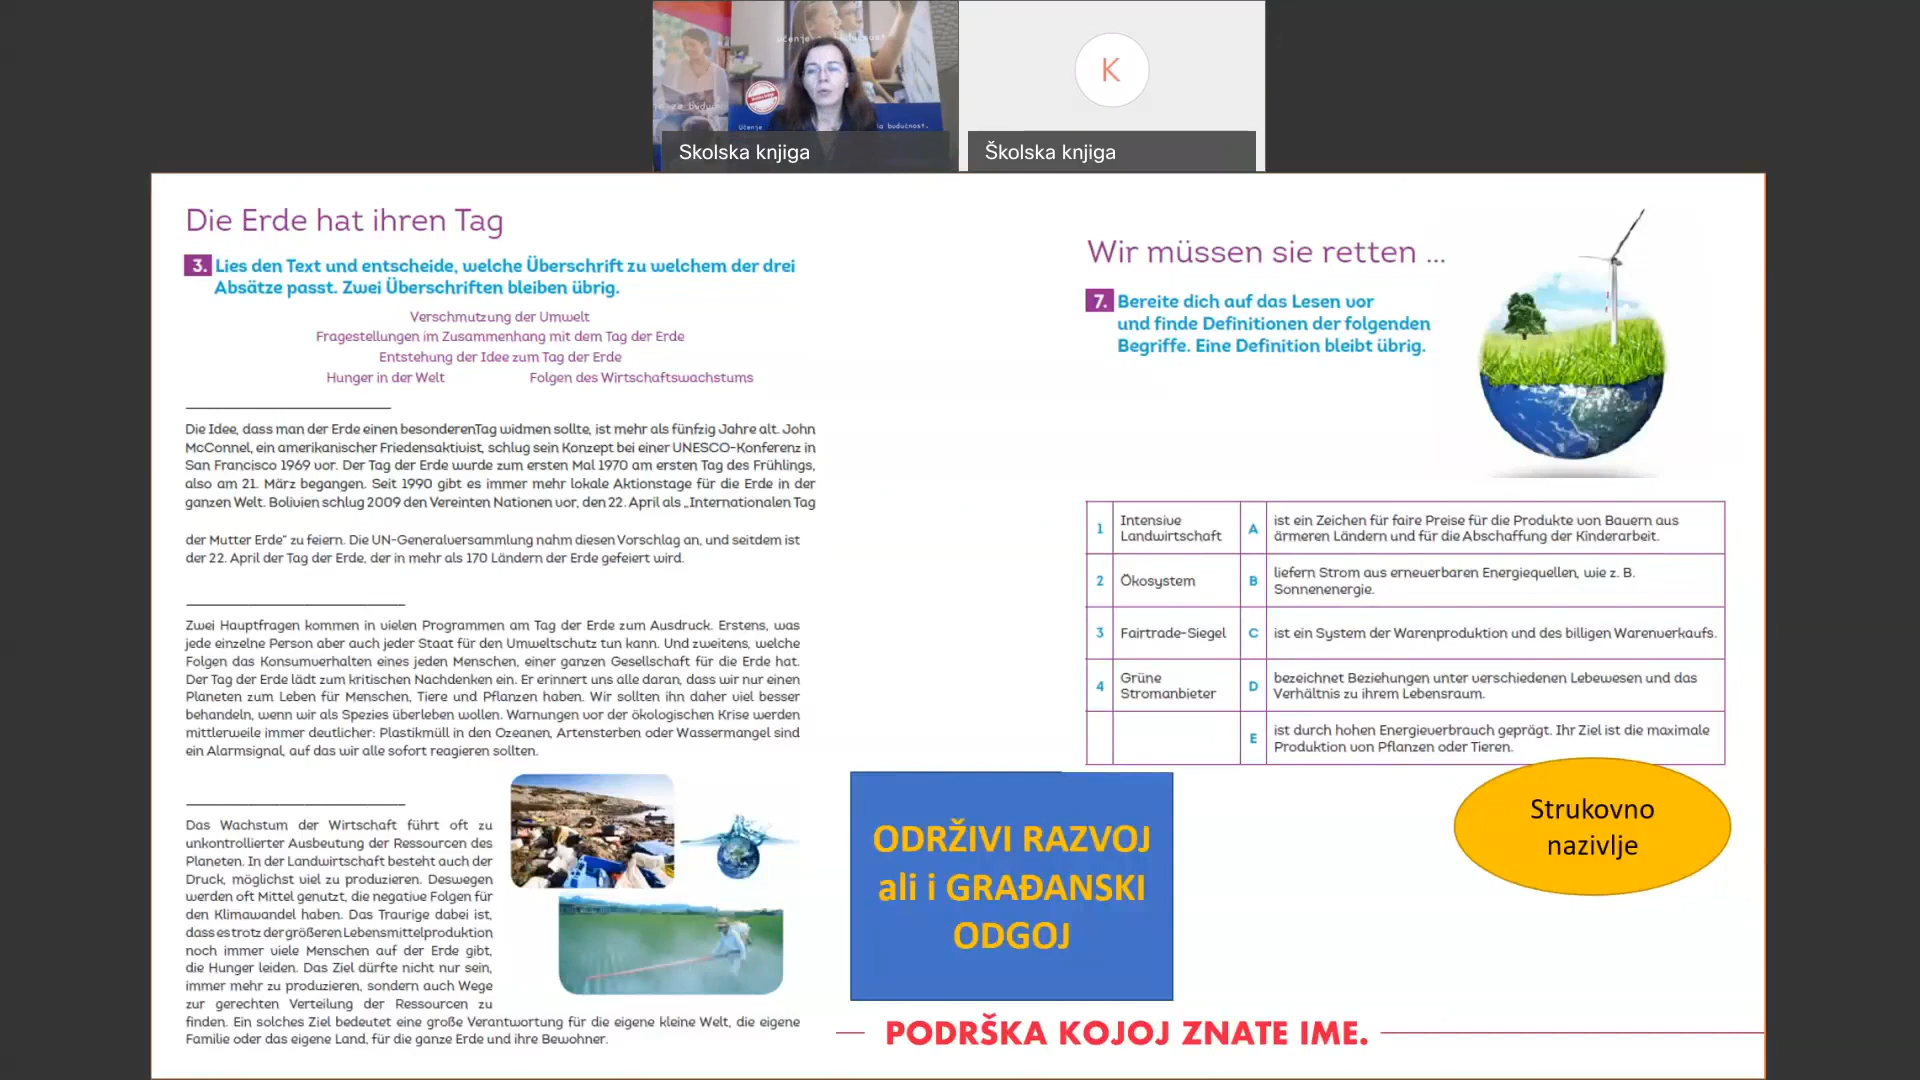 učenje
budućnost.
Učenje
za budućnost.
Skolska knjiga
K
Školska knjiga
Die Erde hat ihren Tag
3. Lies den Text und entscheide, welche Überschrift zu welchem der drei
Absätze passt. Zwei Überschriften bleiben übrig.
Verschmutzung der Umwelt
Fragestellungen im Zusammenhang mit dem Tag der Erde
Entstehung der Idee zum Tag der Erde
Hunger in der Welt Folgen des Wirtschaftswachstums
Die Idee, dass man der Erde einen besonderenTag widmen sollte, ist mehr als fünfzig Jahre alt. John
McConnel, ein amerikanischer Friedensaktivist, schlug sein Konzept bei einer UNESCO-Konferenz in
San Francisco 1969 vor. Der Tag der Erde wurde zum ersten Mal 1970 am ersten Tag des Frühlings,
also am 21. März begangen. Seit 1990 gibt es immer mehr lokale Aktionstage für die Erde in der
ganzen Welt. Bolivien schlug 2009 den Vereinten Nationen vor, den 22. April als „Internationalen Tag
der Mutter Erde“ zu feiern. Die UN-Generalversammlung nahm diesen Vorschlag an, und seitdem ist
der 22. April der Tag der Erde, der in mehr als 170 Ländern der Erde gefeiert wird.
Zwei Hauptfragen kommen in vielen Programmen am Tag der Erde zum Ausdruck. Erstens, was
jede einzelne Person aber auch jeder Staat für den Umweltschutz tun kann. Und zweitens, welche
Folgen das Konsumverhalten eines jeden Menschen, einer ganzen Gesellschaft für die Erde hat.
Der Tag der Erde lädt zum kritischen Nachdenken ein. Er erinnert uns alle daran, dass wir nur einen
Planeten zum Leben für Menschen, Tiere und Pflanzen haben. Wir sollten ihn daher viel besser
behandeln, wenn wir als Spezies überleben wollen. Warnungen vor der ökologischen Krise werden
mittlerweile immer deutlicher: Plastikmüll in den Ozeanen, Artensterben oder Wassermangel sind
ein Alarmsignal, auf das wir alle sofort reagieren sollten.
Das Wachstum der Wirtschaft führt oft zu
unkontrollierter Ausbeutung der Ressourcen des
Planeten. In der Landwirtschaft besteht auch der
Druck, möglichst viel zu produzieren. Deswegen
werden oft Mittel genutzt, die negative Folgen für
den Klimawandel haben. Das Traurige dabei ist,
dass es trotz der größeren Lebensmittelproduktion
noch immer viele Menschen auf der Erde gibt,
die Hunger leiden. Das Ziel dürfte nicht nur sein,
immer mehr zu produzieren, sondern auch Wege
zur gerechten Verteilung der Ressourcen zu
finden. Ein solches Ziel bedeutet eine große Verantwortung für die eigene kleine Welt, die eigene
Familie oder das eigene Land, für die ganze Erde und ihre Bewohner.
Wir müssen sie retten ...
7. Bereite dich auf das Lesen vor
und finde Definitionen der folgenden
Begriffe. Eine Definition bleibt übrig.
1 Intensive
Landwirtschaft
A ist ein Zeichen für faire Preise für die Produkte von Bauern aus
ärmeren Ländern und für die Abschaffung der Kinderarbeit.
2 Ökosystem
B liefern Strom aus erneuerbaren Energiequellen, wie z. B.
Sonnenenergie.
3 Fairtrade-Siegel
C ist ein System der Warenproduktion und des billigen Warenverkaufs.
4 Grüne
Stromanbieter
D bezeichnet Beziehungen unter verschiedenen Lebewesen und das
Verhältnis zu ihrem Lebensraum.
E ist durch hohen Energieverbrauch geprägt. Ihr Ziel ist die maximale
Produktion von Pflanzen oder Tieren.
ODRŽIVI RAZVOJ
ali i GRAĐANSKI
ODGOJ
Strukovno
nazivlje
PODRŠKA KOJOJ ZNATE IME.